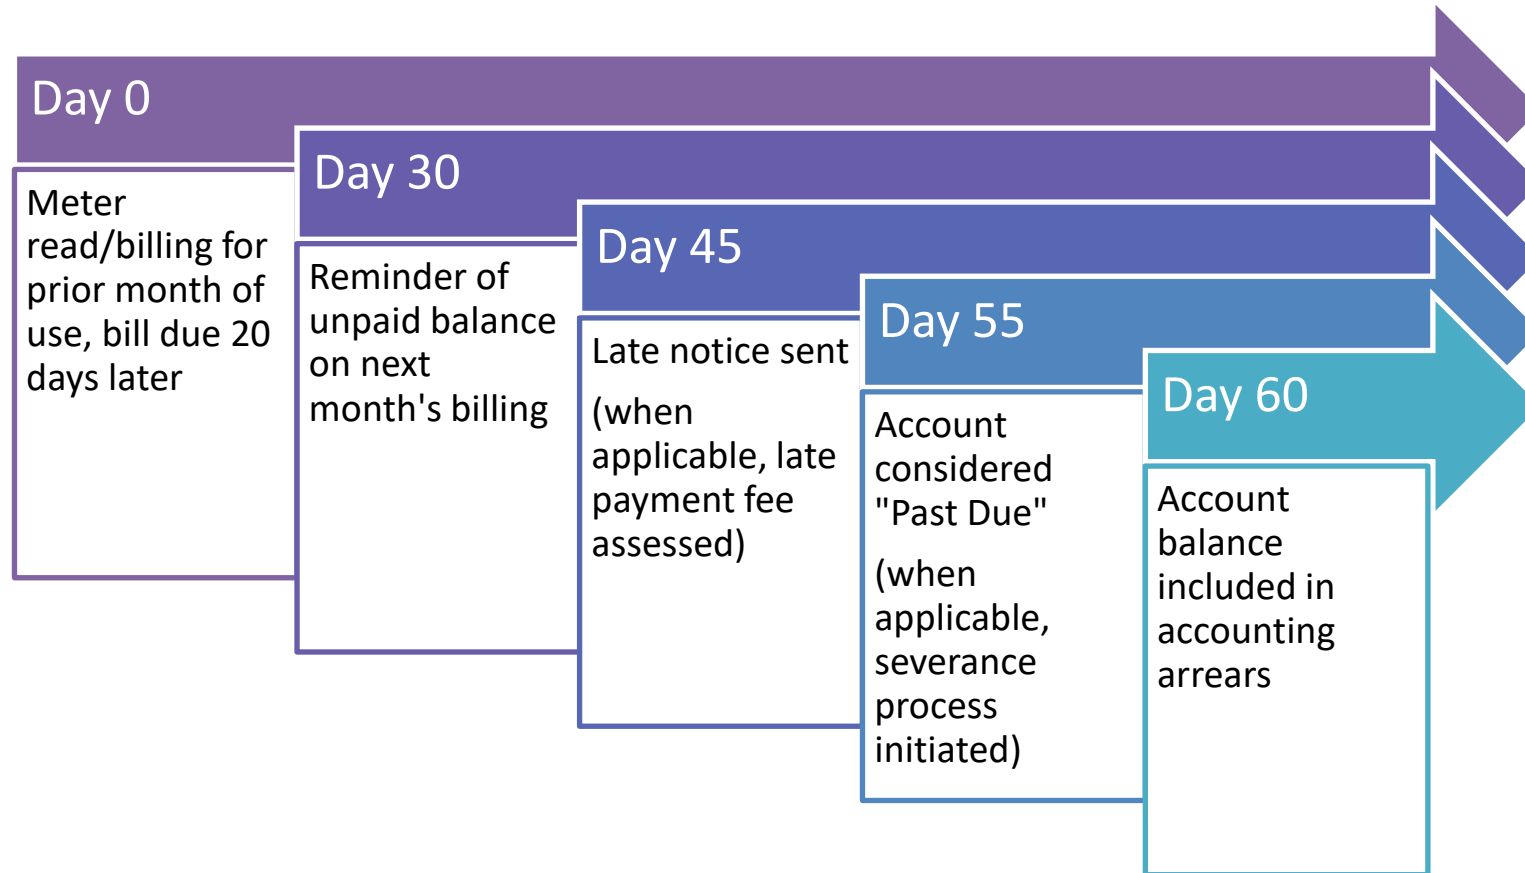 Day 0
Meter
read/billing for
prior month of
use, bill due 20
days later
Day 30
Reminder of
unpaid balance
on next
month's billing
Day 45
Late notice sent
(when
applicable, late
payment fee
assessed)
Day 55
Account
considered
"Past Due"
(when
applicable,
severance
process
initiated)
Day 60
Account
balance
included in
accounting
arrears